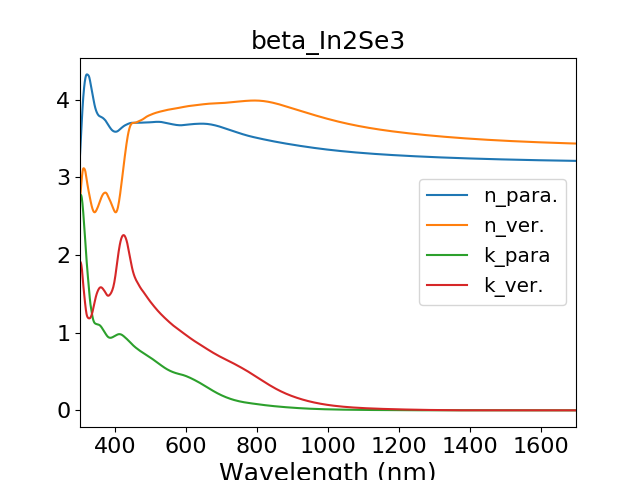 beta_In2Se3
4
3
2
1
0
n_para.
n_ver.
k_para
k_ver.
400 600 800 1000 1200 1400 1600
Wavelength (nm)